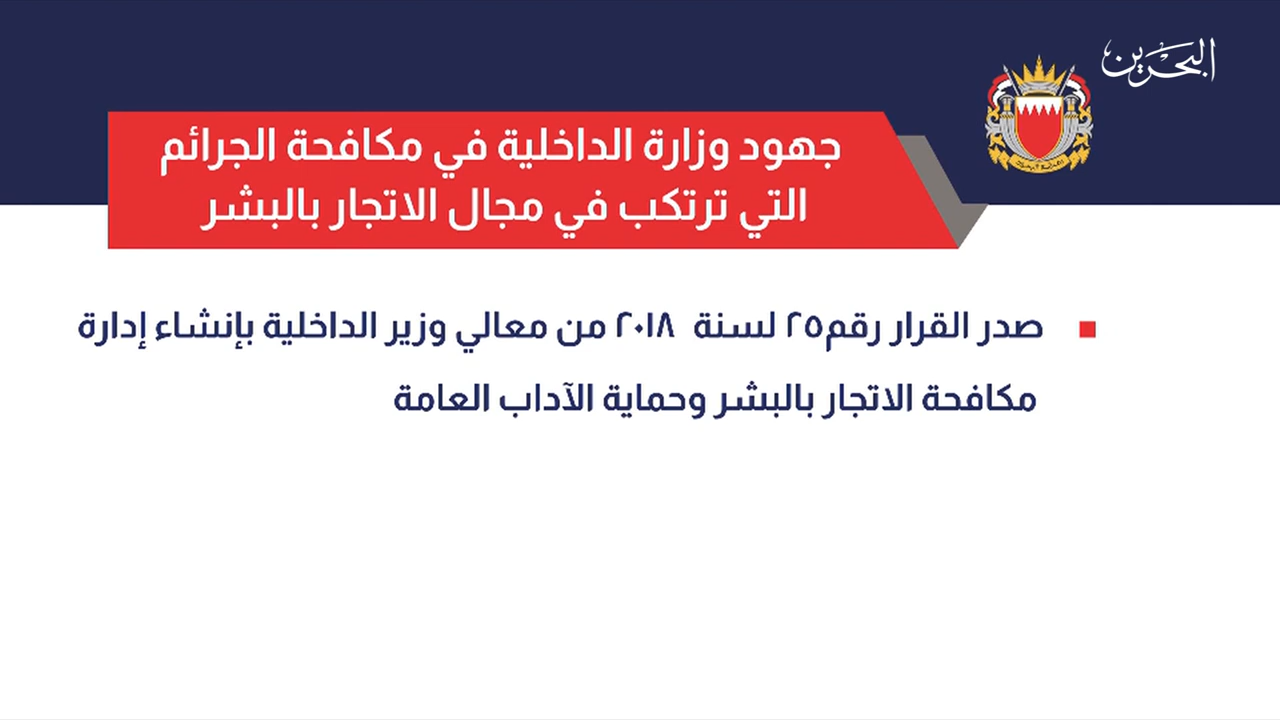 البحرين
جهود وزارة الداخلية في مكافحة الجرائم
التي ترتكب في مجال الاتجار بالبشر
صدر القرار رقم٢٥ لسنة ٢٠١٨ من معالي وزير الداخلية بإنشاء إدارة
مكافحة الاتجار بالبشر وحماية الآداب العامة